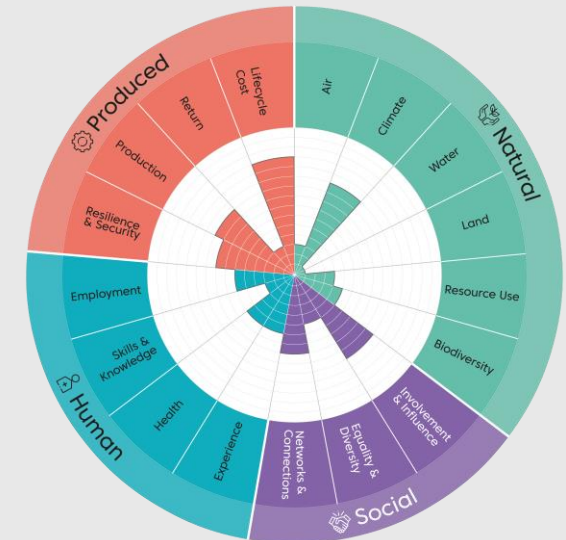 Produced
Lifecycle
Cost
Return
Production
Resilience
& Security
Natural
Air
Climate
Water
Land
Resource Use
Biodiversity
Social
Involvement
& Influence
Equality &
Diversity
Networks &
Connections
Human
Experience
Health
Skills &
Knowledge
Employment